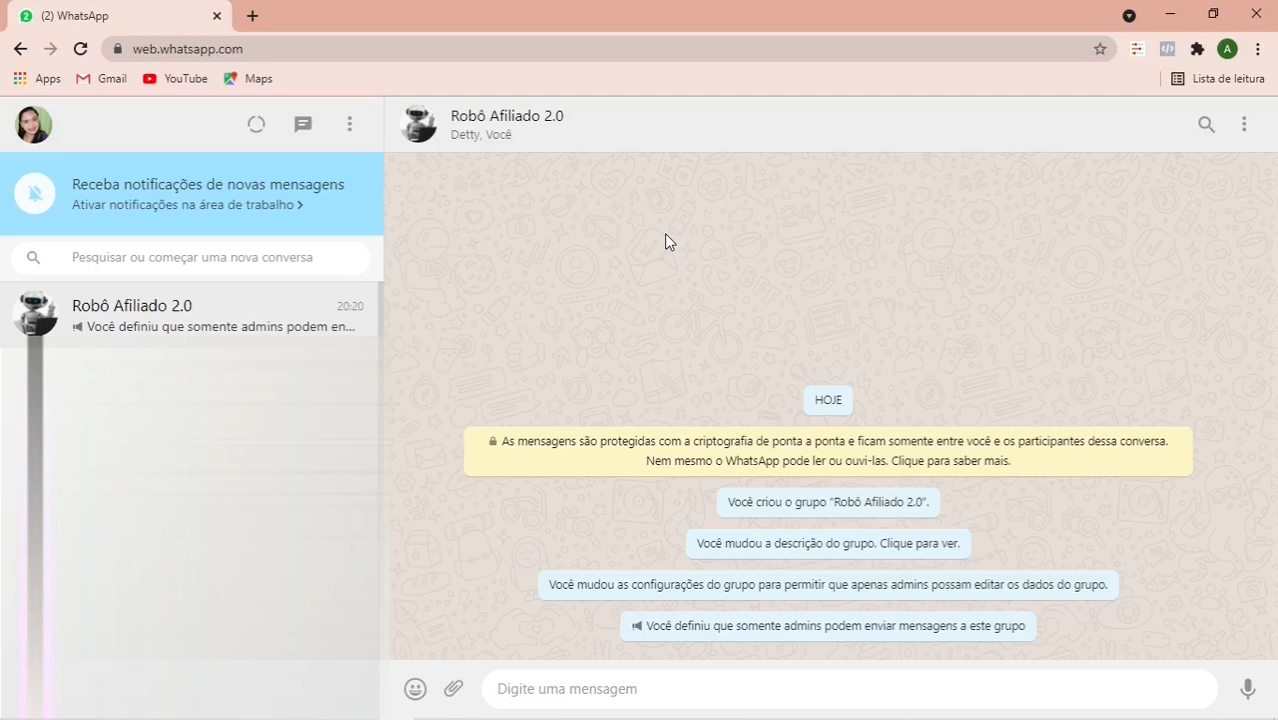 2
(2) WhatsApp
web.whatsapp.com
A
Apps
Gmail
YouTube
Maps
Lista de leitura
Robô Afiliado 2.0
Detty, Você
Receba notificações de novas mensagens
Ativar notificações na área de trabalho >
Pesquisar ou começar uma nova conversa
Robô Afiliado 2.0
20:20
Você definiu que somente admins podem en...
HOJE
As mensagens são protegidas com a criptografia de ponta a ponta e ficam somente entre você e os participantes dessa conversa.
Nem mesmo o WhatsApp pode ler ou ouvi-las. Clique para saber mais.
Você criou o grupo “Robô Afiliado 2.0”.
Você mudou a descrição do grupo. Clique para ver.
Você mudou as configurações do grupo para permitir que apenas admins possam editar os dados do grupo.
Você definiu que somente admins podem enviar mensagens a este grupo
Digite uma mensagem